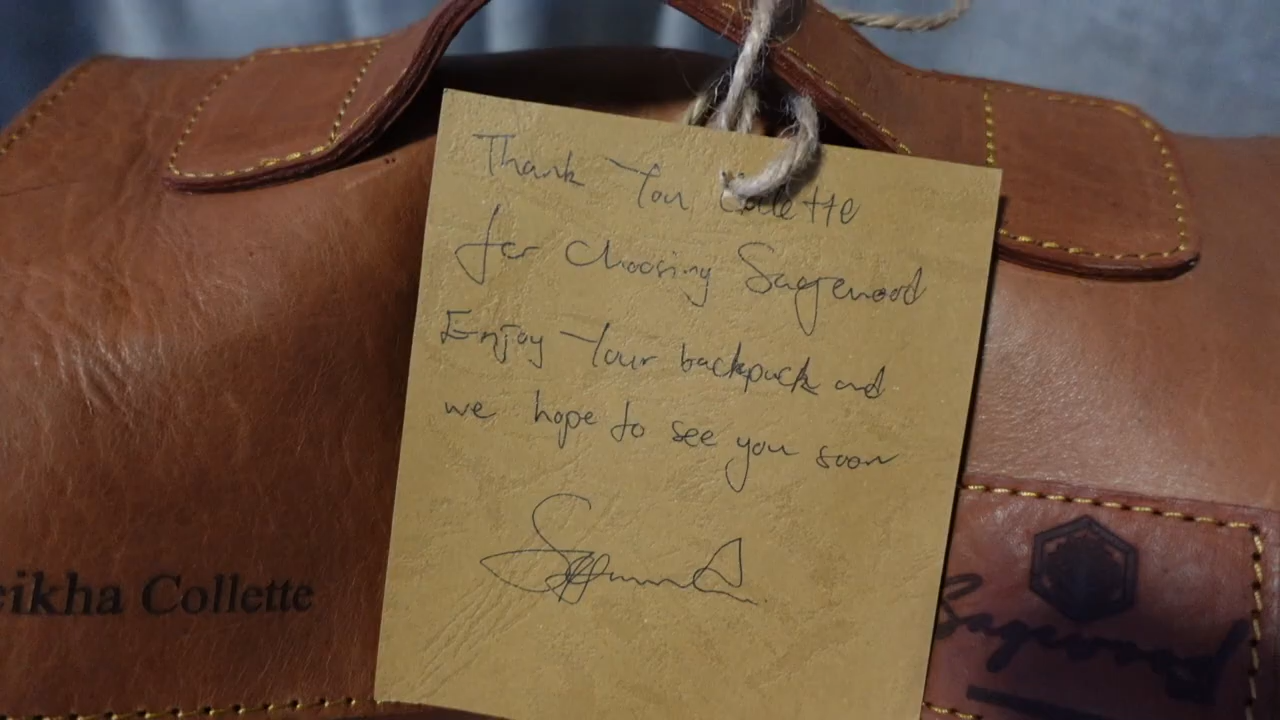 Thank You Collette
for Choosing Sagewood
Enjoy Your backpack and
we hope to see you soon
eikha Collette
Sagewood